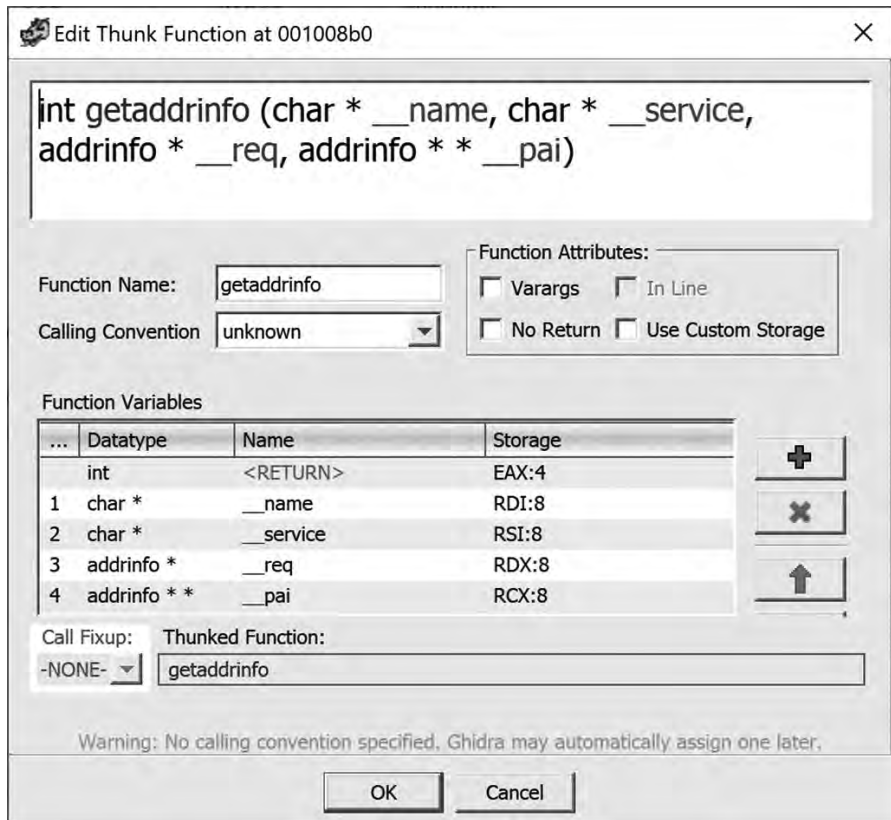 Edit Thunk Function at 001008b0
int getaddrinfo (char * __name, char * __service,
addrinfo * __req, addrinfo * * __pai)
Function Attributes:
Function Name: getaddrinfo
Varargs In Line
Calling Convention unknown
No Return Use Custom Storage
Function Variables
... Datatype Name Storage
int <RETURN> EAX:4
1 char * __name RDI:8
2 char * __service RSI:8
3 addrinfo * __req RDX:8
4 addrinfo * * __pai RCX:8
Call Fixup: Thunked Function:
-NONE- getaddrinfo
Warning: No calling convention specified. Ghidra may automatically assign one later.
OK Cancel